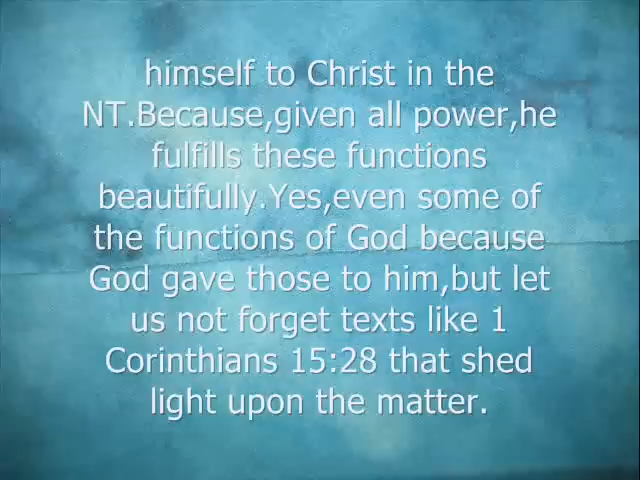 himself to Christ in the
NT.Because,given all power,he
fulfills these functions
beautifully.Yes,even some of
the functions of God because
God gave those to him,but let
us not forget texts like 1
Corinthians 15:28 that shed
light upon the matter.